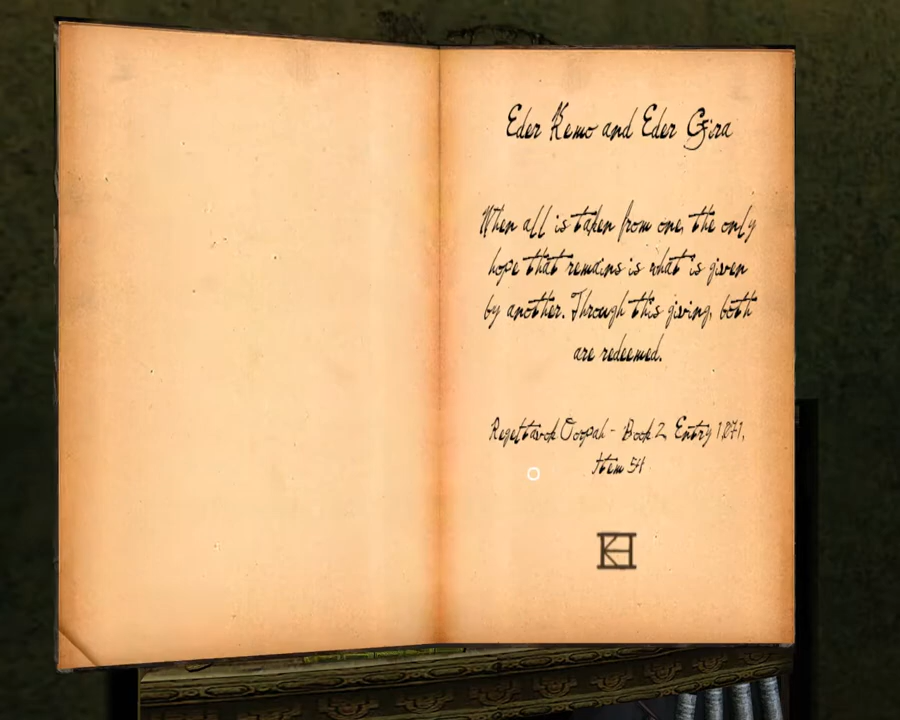 Eder Kemo and Eder Gira
When all is taken from one, the only
hope that remains is what is given
by another. Through this giving, both
are redeemed.
Regeltavok Oorpah - Book 2, Entry
Item 54